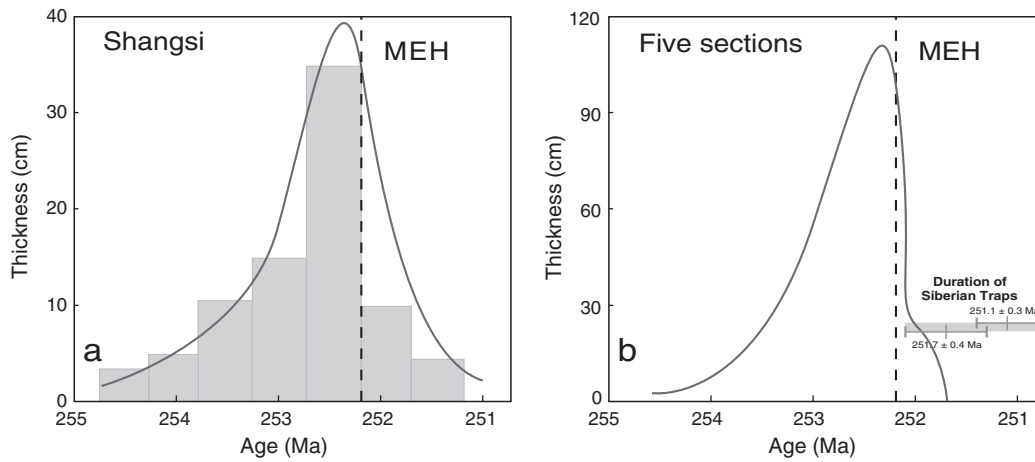 40
30
20
10
0
Thickness (cm)
Shangsi
MEH
a
255
254
253
252
251
Age (Ma)
120
90
60
30
0
Thickness (cm)
Five sections
MEH
Duration of
Siberian Traps
251.1 ± 0.3 Ma
251.7 ± 0.4 Ma
b
255
254
253
252
251
Age (Ma)